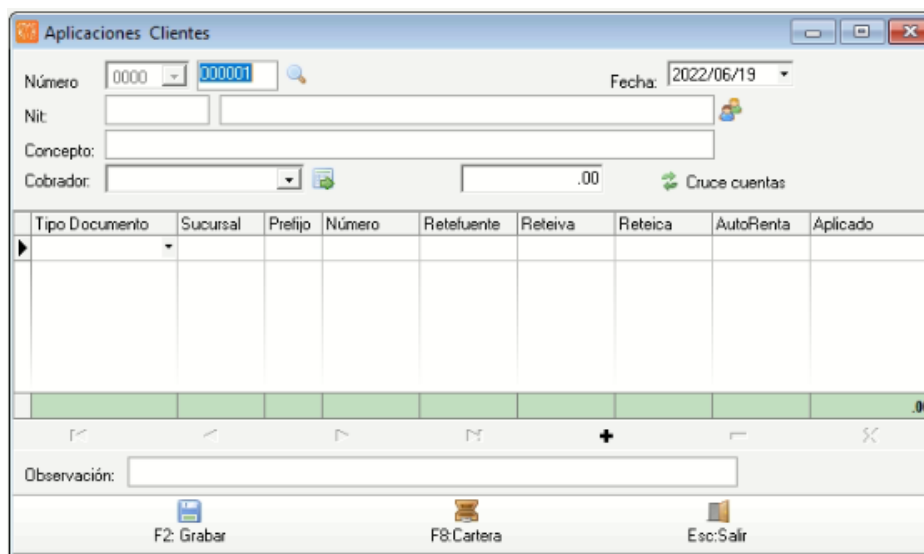 Aplicaciones Clientes
Número 0000 000001 Fecha: 2022/06/19
Nit:
Concepto:
Cobrador: .00 Cruce cuentas
Tipo Documento Sucursal Prefijo Número Retefuente Reteiva Reteica AutoRenta Aplicado
.0
Observación:
F2: Grabar F8:Cartera Esc:Salir